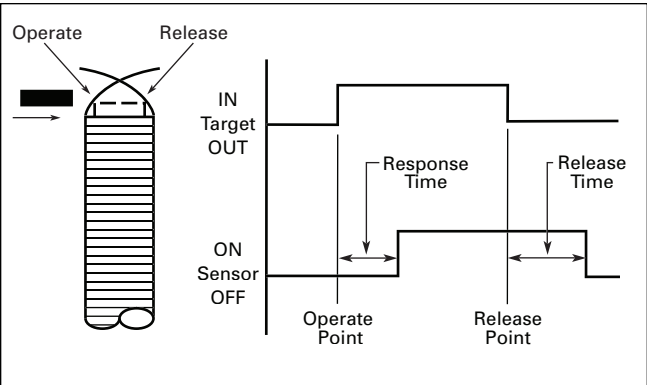 Operate
Release
IN
Target
OUT
Response
Time
Release
Time
ON
Sensor
OFF
Operate
Point
Release
Point